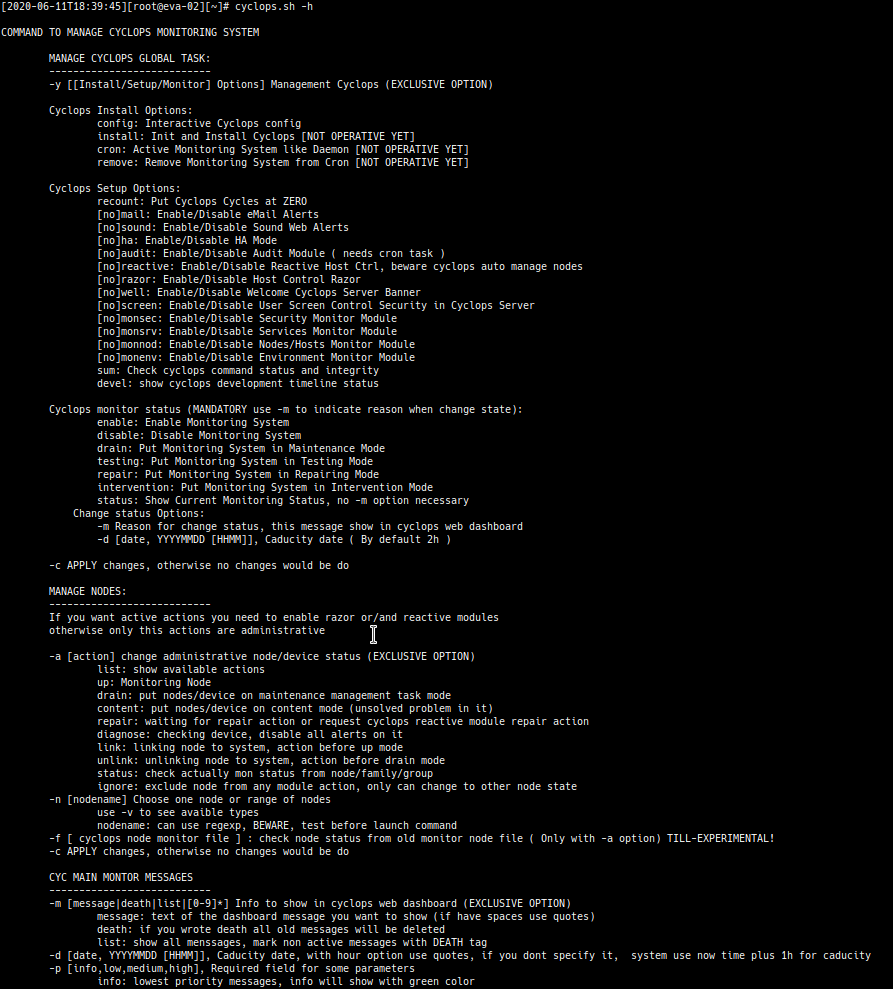 [2020-06-11T18:39:45][root@eva-02][~]# cyclops.sh -h
COMMAND TO MANAGE CYCLOPS MONITORING SYSTEM
MANAGE CYCLOPS GLOBAL TASK:
---------------------------
-y [[Install/Setup/Monitor] Options] Management Cyclops (EXCLUSIVE OPTION)
Cyclops Install Options:
config: Interactive Cyclops config
install: Init and Install Cyclops [NOT OPERATIVE YET]
cron: Active Monitoring System like Daemon [NOT OPERATIVE YET]
remove: Remove Monitoring System from Cron [NOT OPERATIVE YET]
Cyclops Setup Options:
recount: Put Cyclops Cycles at ZERO
[no]mail: Enable/Disable eMail Alerts
[no]sound: Enable/Disable Sound Web Alerts
[no]ha: Enable/Disable HA Mode
[no]audit: Enable/Disable Audit Module ( needs cron task )
[no]reactive: Enable/Disable Reactive Host Ctrl, beware cyclops auto manage nodes
[no]razor: Enable/Disable Host Control Razor
[no]well: Enable/Disable Welcome Cyclops Server Banner
[no]screen: Enable/Disable User Screen Control Security in Cyclops Server
[no]monsec: Enable/Disable Security Monitor Module
[no]monsrv: Enable/Disable Services Monitor Module
[no]monnod: Enable/Disable Nodes/Hosts Monitor Module
[no]monenv: Enable/Disable Environment Monitor Module
sum: Check cyclops command status and integrity
devel: show cyclops development timeline status
Cyclops monitor status (MANDATORY use -m to indicate reason when change state):
enable: Enable Monitoring System
disable: Disable Monitoring System
drain: Put Monitoring System in Maintenance Mode
testing: Put Monitoring System in Testing Mode
repair: Put Monitoring System in Repairing Mode
intervention: Put Monitoring System in Intervention Mode
status: Show Current Monitoring Status, no -m option necessary
Change status Options:
-m Reason for change status, this message show in cyclops web dashboard
-d [date, YYYYMMDD [HHMM]], Caducity date ( By default 2h )
-c APPLY changes, otherwise no changes would be do
MANAGE NODES:
---------------------------
If you want active actions you need to enable razor or/and reactive modules
otherwise only this actions are administrative
-a [action] change administrative node/device status (EXCLUSIVE OPTION)
list: show available actions
up: Monitoring Node
drain: put nodes/device on maintenance management task mode
content: put nodes/device on content mode (unsolved problem in it)
repair: waiting for repair action or request cyclops reactive module repair action
diagnose: checking device, disable all alerts on it
link: linking node to system, action before up mode
unlink: unlinking node to system, action before drain mode
status: check actually mon status from node/family/group
ignore: exclude node from any module action, only can change to other node state
-n [nodename] Choose one node or range of nodes
use -v to see avaible types
nodename: can use regexp, BEWARE, test before launch command
-f [ cyclops node monitor file ] : check node status from old monitor node file ( Only with -a option) TILL-EXPERIMENTAL!
-c APPLY changes, otherwise no changes would be do
CYC MAIN MONTOR MESSAGES
---------------------------
-m [message|death|list|[0-9]*] Info to show in cyclops web dashboard (EXCLUSIVE OPTION)
message: text of the dashboard message you want to show (if have spaces use quotes)
death: if you wrote death all old messages will be deleted
list: show all menssages, mark non active messages with DEATH tag
-d [date, YYYYMMDD [HHMM]], Caducity date, with hour option use quotes, if you dont specify it,  system use now time plus 1h for caducity
-p [info,low,medium,high], Required field for some parameters
info: lowest priority messages, info will show with green color